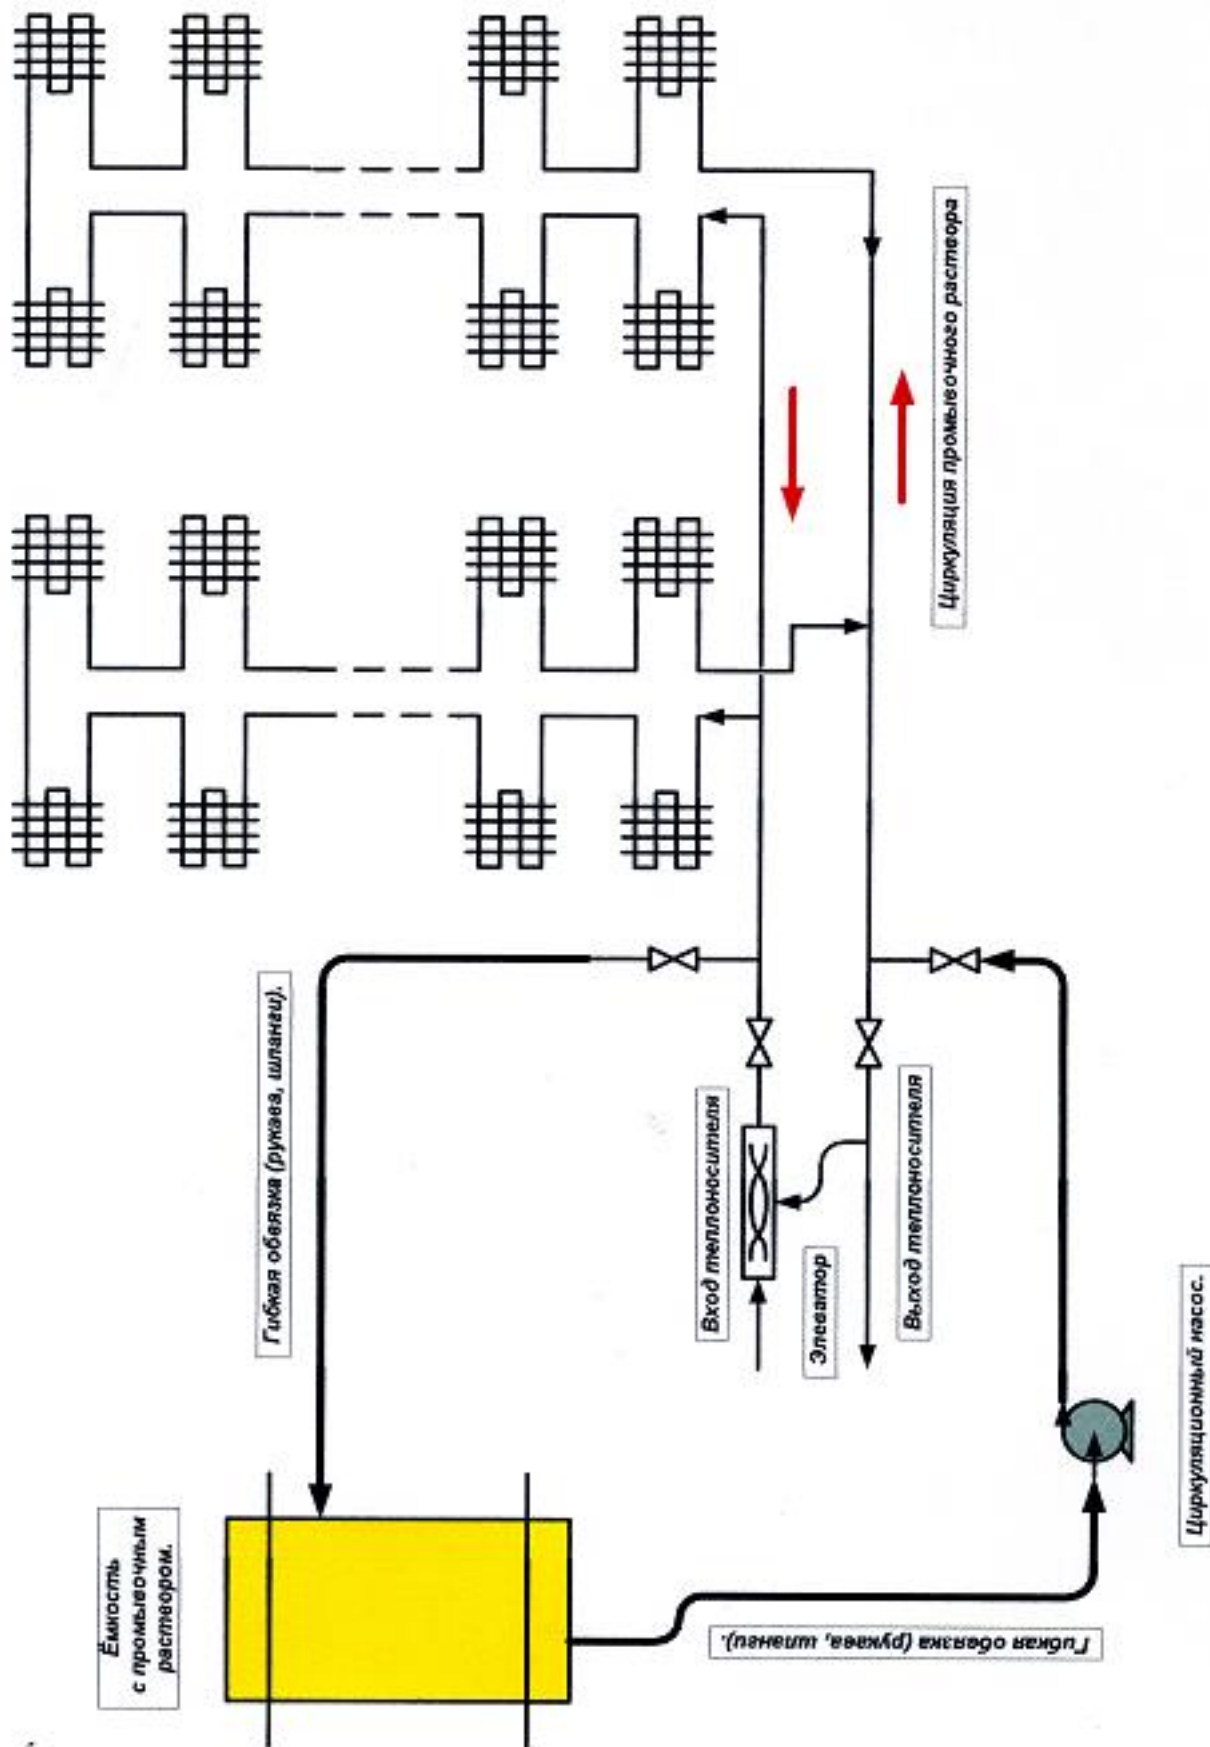 Ёмкость
с промывочным
раствором.
Гибкая обвязка (рукава, шланги).
Вход теплоносителя
Элеватор
Выход теплоносителя
Циркуляция промывочного раствора
Гибкая обвязка (рукава, шланги).
Циркуляционный насос.